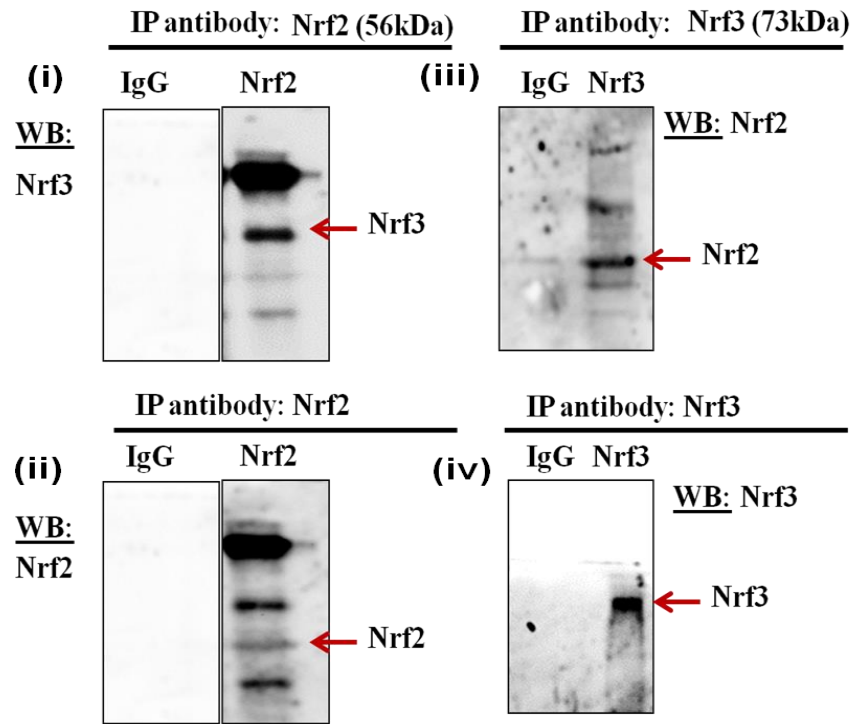 IP antibody: Nrf2 (56kDa)
(i)
IgG Nrf2
WB:
Nrf3
Nrf3
IP antibody: Nrf3 (73kDa)
(iii)
IgG Nrf3
WB: Nrf2
Nrf2
IP antibody: Nrf2
(ii)
IgG Nrf2
WB:
Nrf2
Nrf2
IP antibody: Nrf3
(iv)
IgG Nrf3
WB: Nrf3
Nrf3